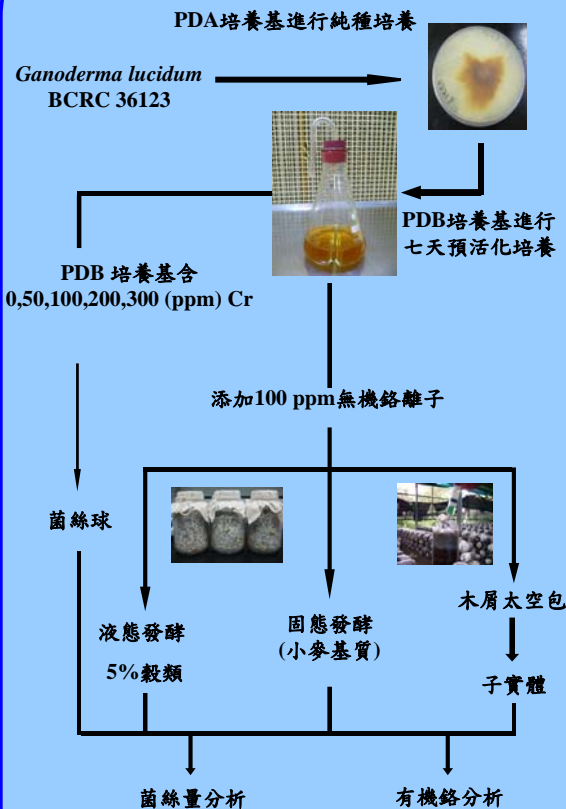 PDA培養基進行純種培養
Ganoderma lucidum
BCRC 36123
PDB培養基進行
七天預活化培養
PDB 培養基含
0,50,100,200,300 (ppm) Cr
添加100 ppm無機鉻離子
菌絲球
液態發酵
5%穀類
固態發酵
(小麥基質)
木屑太空包
子實體
菌絲量分析
有機鉻分析